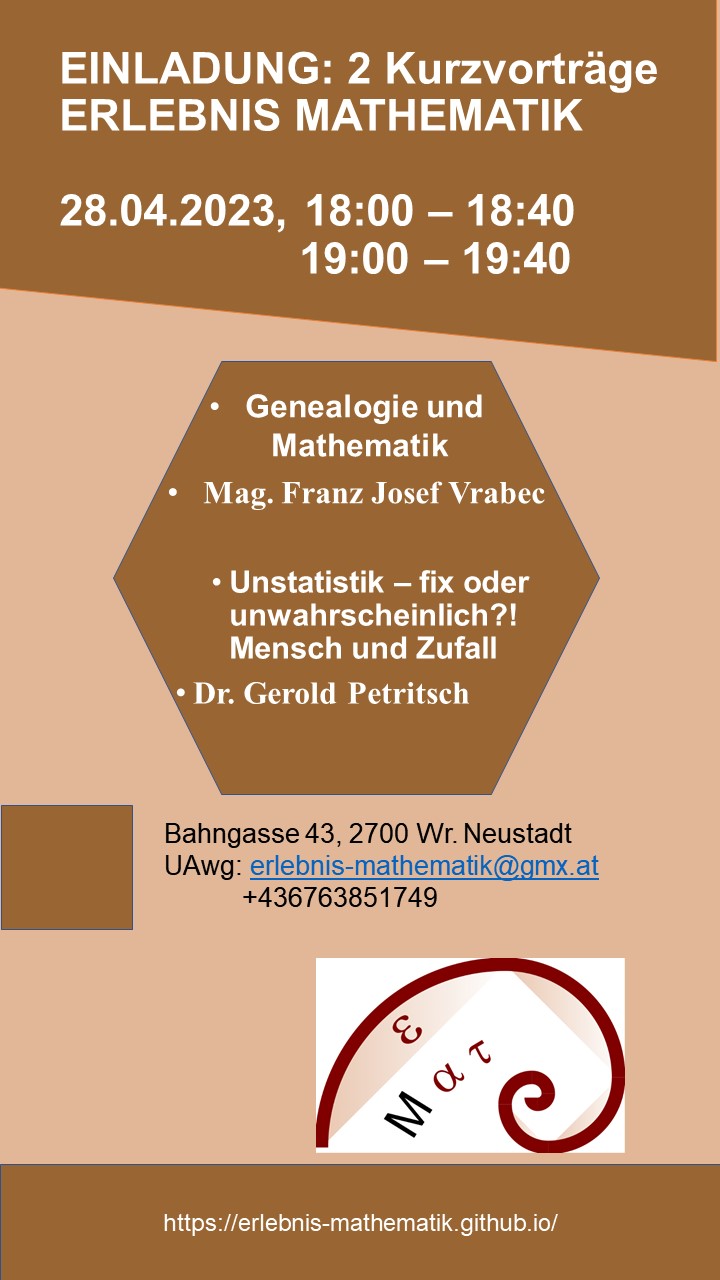 EINLADUNG: 2 Kurzvorträge
ERLEBNIS MATHEMATIK
28.04.2023, 18:00 – 18:40
19:00 – 19:40
• Genealogie und
Mathematik
• Mag. Franz Josef Vrabec
• Unstatistik – fix oder
unwahrscheinlich?!
Mensch und Zufall
• Dr. Gerold Petritsch
Bahngasse 43, 2700 Wr. Neustadt
UAwg: erlebnis-mathematik@gmx.at
+436763851749
ε
M α τ
https://erlebnis-mathematik.github.io/